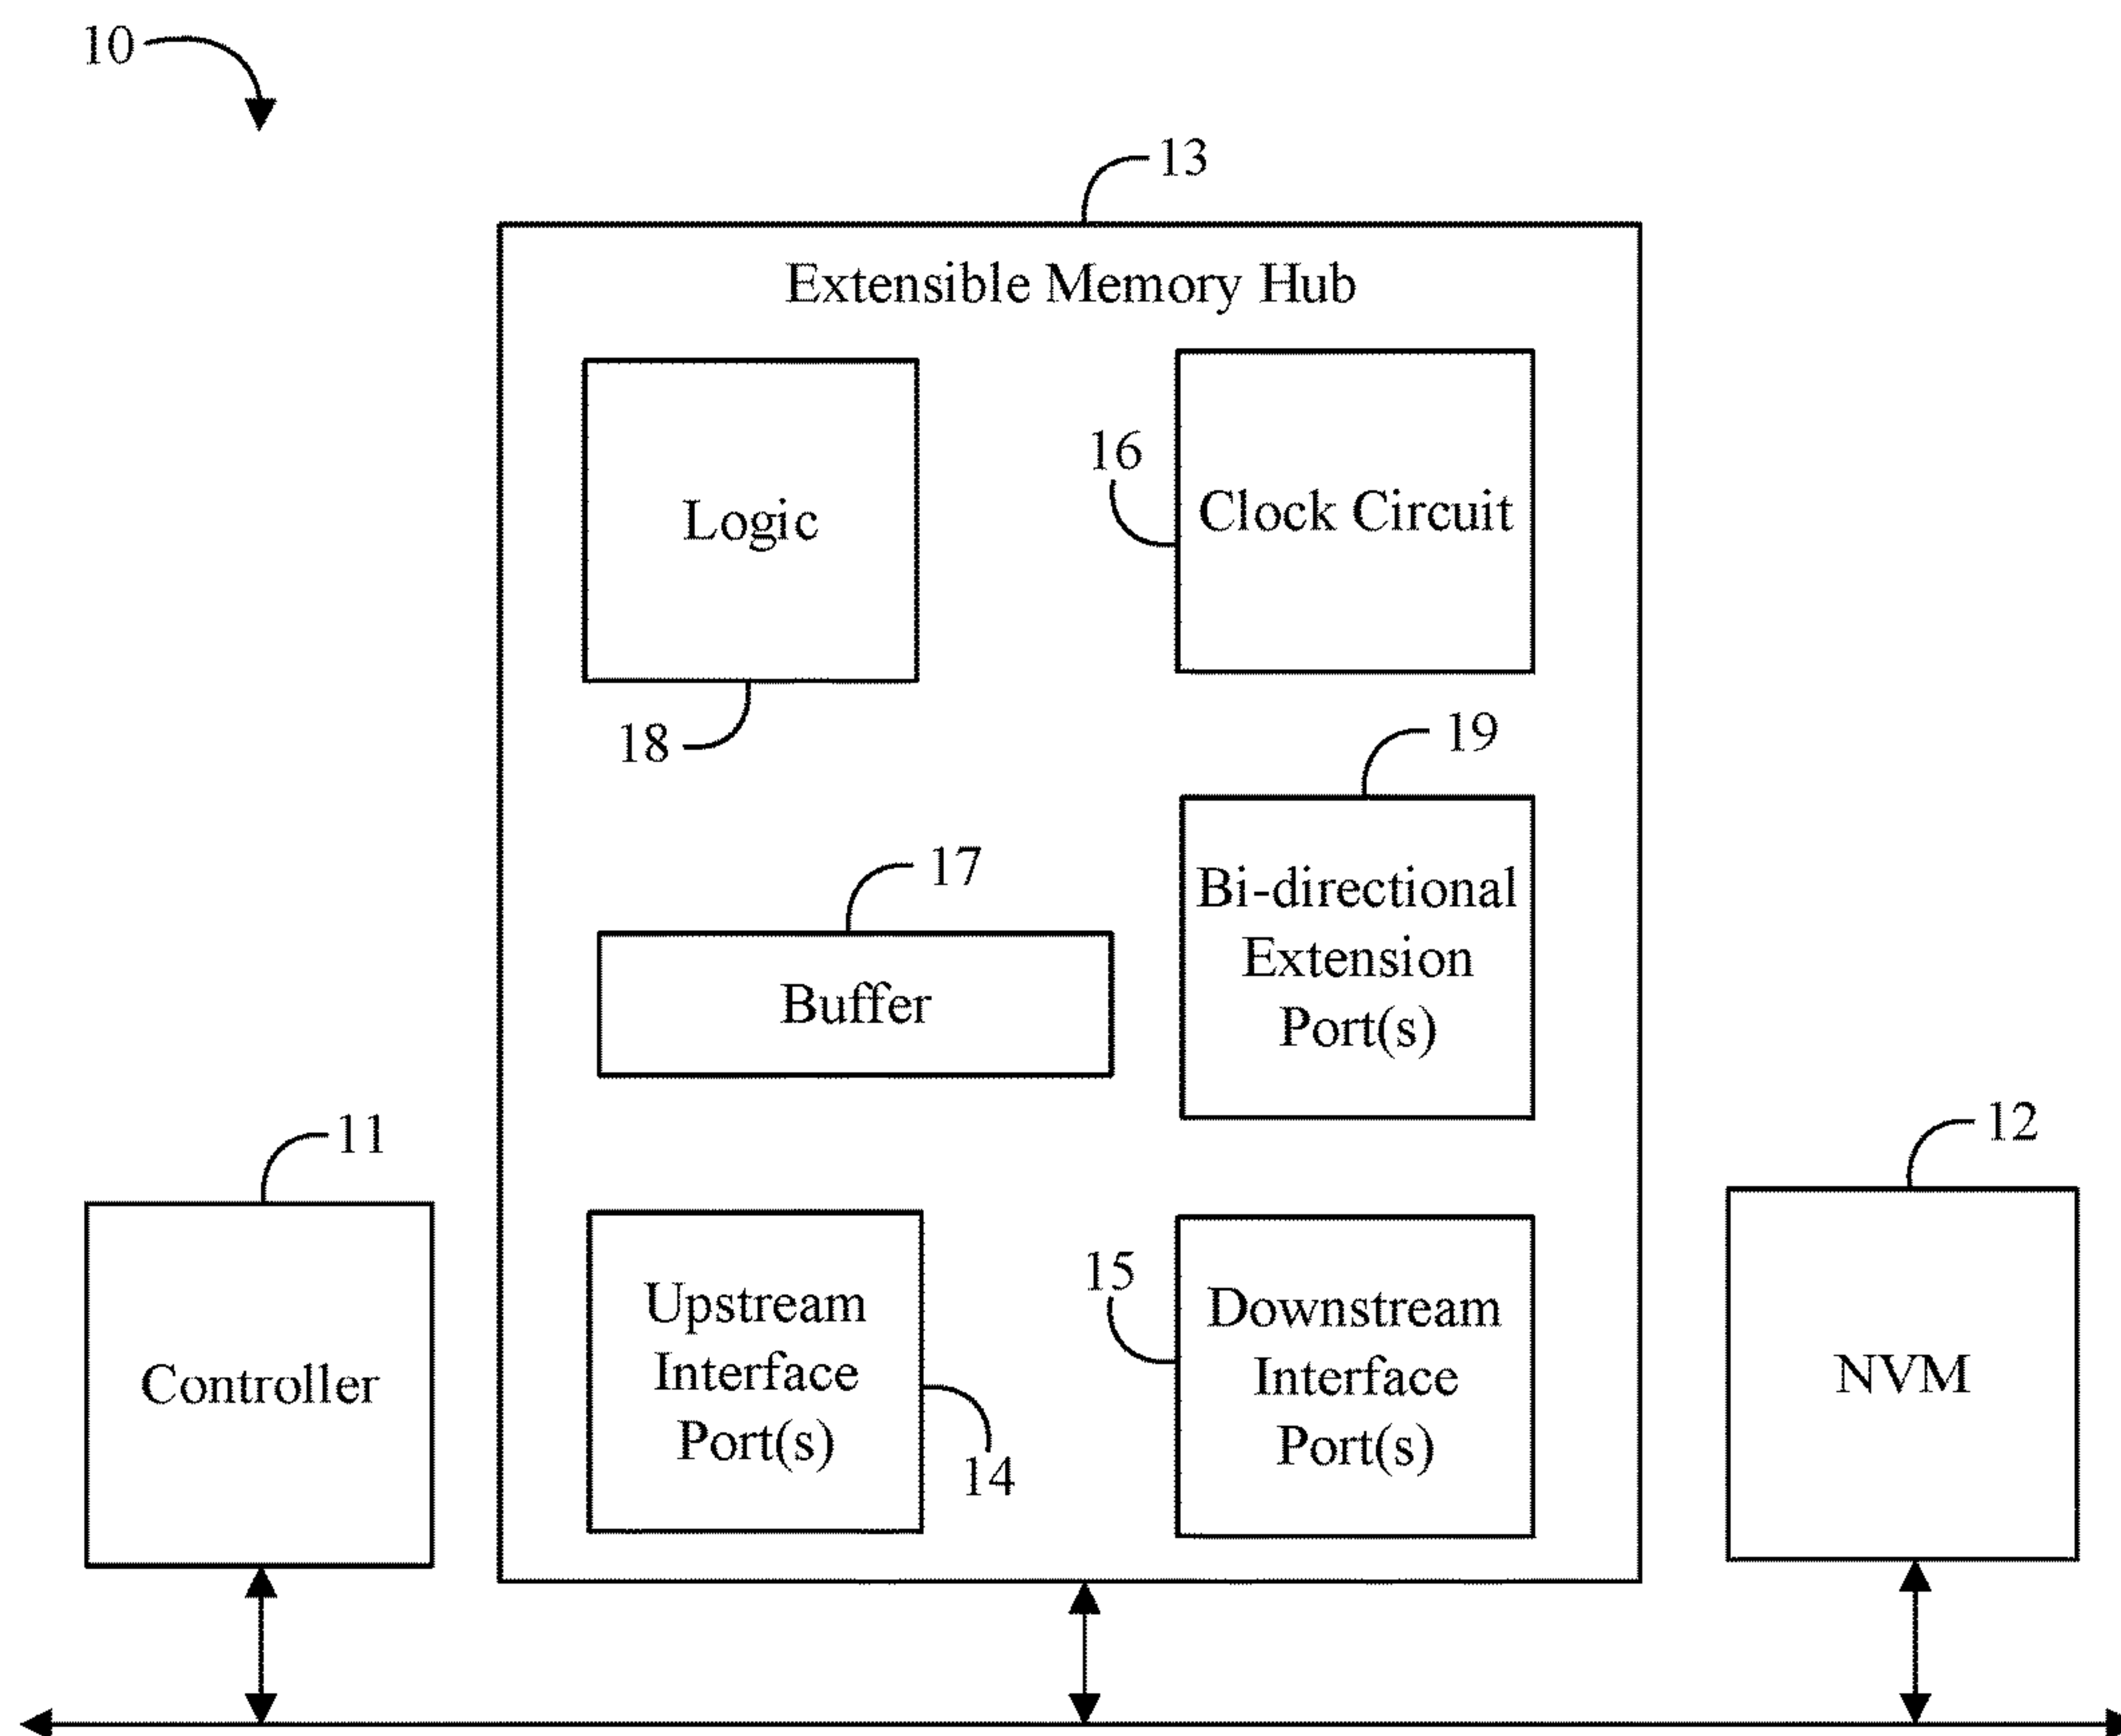 10
13
Extensible Memory Hub
Logic
16
Clock Circuit
18
19
17
Bi-directional
Extension
Port(s)
Buffer
11
12
Controller
Upstream
Interface
Port(s)
14
15
Downstream
Interface
Port(s)
NVM